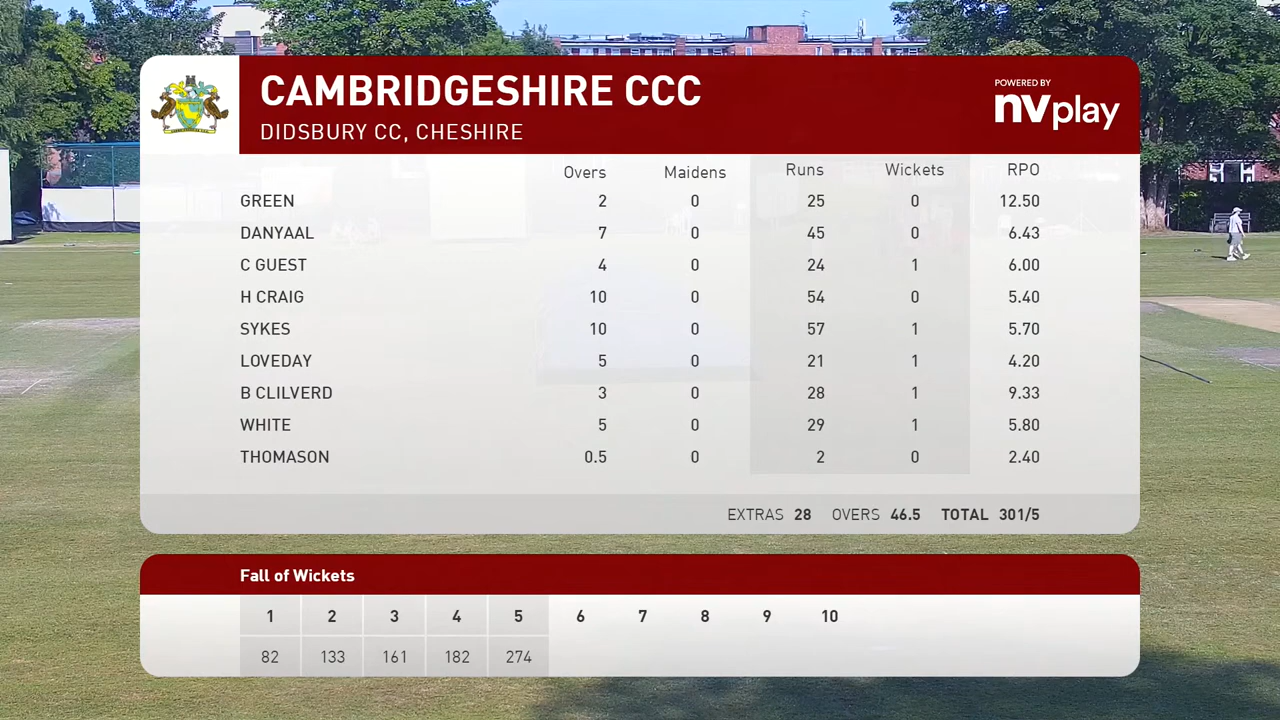 CAMBRIDGESHIRE CCC
DIDSBURY CC, CHESHIRE
POWERED BY
nvplay
Overs Maidens Runs Wickets RPO
GREEN 2 0 25 0 12.50
DANYAAL 7 0 45 0 6.43
C GUEST 4 0 24 1 6.00
H CRAIG 10 0 54 0 5.40
SYKES 10 0 57 1 5.70
LOVEDAY 5 0 21 1 4.20
B CLILVERD 3 0 28 1 9.33
WHITE 5 0 29 1 5.80
THOMASON 0.5 0 2 0 2.40
EXTRAS 28 OVERS 46.5 TOTAL 301/5
Fall of Wickets
1 2 3 4 5 6 7 8 9 10
82 133 161 182 274